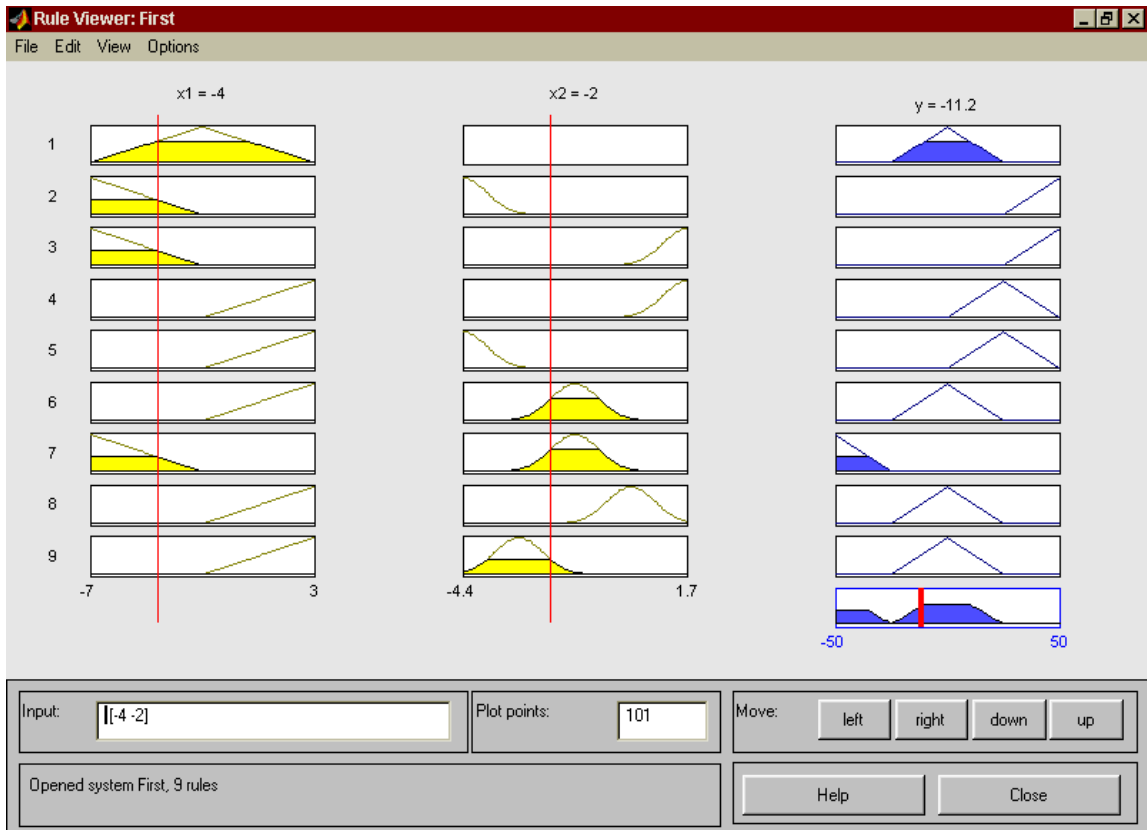 Rule Viewer: First
File Edit View Options
x1 = -4 x2 = -2 y = -11.2
1
2
3
4
5
6
7
8
9
-7 3 -4.4 1.7
-50 50
Input: [-4 -2] Plot points: 101 Move: left right down up
Opened system First, 9 rules Help Close